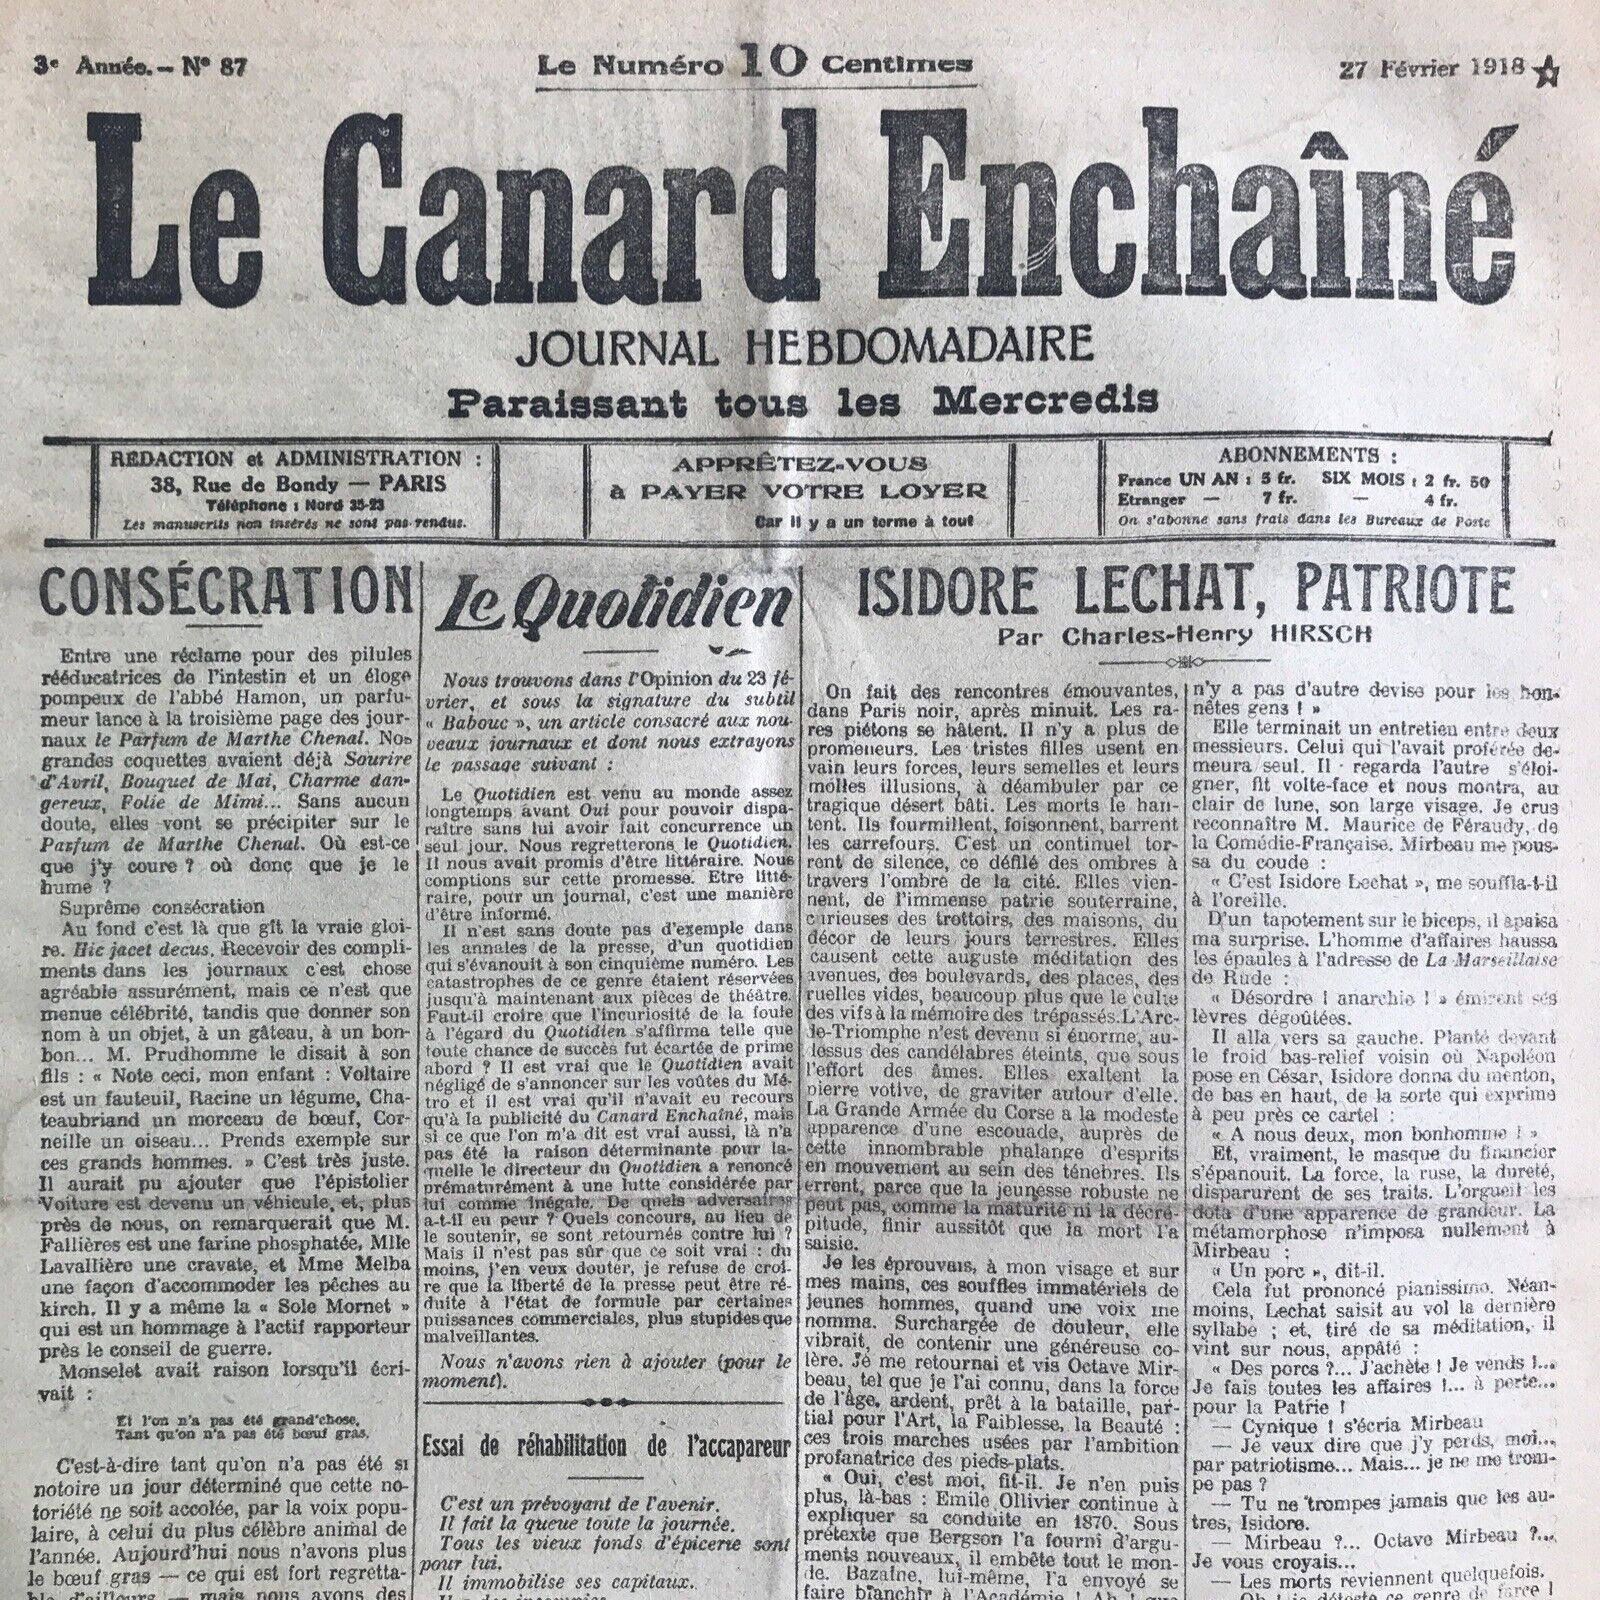 3e Année. — N° 87
Le Numéro 10 Centimes
27 Février 1918
Le Canard Enchaîné
JOURNAL HEBDOMADAIRE
Paraissant tous les Mercredis
RÉDACTION et ADMINISTRATION :
38, Rue de Bondy — PARIS
Téléphone : Nord 35-23
Les manuscrits non insérés ne sont pas rendus.
APPRÊTEZ-VOUS
à PAYER VOTRE LOYER
Car il y a un terme à tout
ABONNEMENTS :
France UN AN : 5 fr. SIX MOIS : 2 fr. 50
Etranger — 7 fr. — 4 fr.
On s'abonne sans frais dans les Bureaux de Poste
CONSÉCRATION
Entre une réclame pour des pilules
rééducatrices de l'intestin et un éloge
pompeux de l'abbé Hamon, un parfu-
meur lance à la troisième page des jour-
naux le Parfum de Marthe Chenal. Nos
grandes coquettes avaient déjà Sourire
d'Avril, Bouquet de Mai, Charme dan-
gereux, Folie de Mimi... Sans aucun
doute, elles vont se précipiter sur le
Parfum de Marthe Chenal. Où est-ce
que j'y coure ? où donc que je le
hume ?
Suprême consécration
Au fond c'est là que gît la vraie gloi-
re. Hic jacet decus. Recevoir des compli-
ments dans les journaux c'est chose
agréable assurément, mais ce n'est que
menue célébrité, tandis que donner son
nom à un objet, à un gâteau, à un bon-
bon... M. Prudhomme le disait à son
fils : « Note ceci, mon enfant : Voltaire
est un fauteuil, Racine un légume, Cha-
teaubriand un morceau de bœuf, Cor-
neille un oiseau... Prends exemple sur
ces grands hommes. » C'est très juste.
Il aurait pu ajouter que l'épistolier
Voiture est devenu un véhicule, et, plus
près de nous, on remarquerait que M.
Fallières est une farine phosphatée, Mlle
Lavallière une cravate, et Mme Melba
une façon d'accommoder les pêches au
kirch. Il y a même la « Sole Mornet »
qui est un hommage à l'actif rapporteur
près le conseil de guerre.
Monselet avait raison lorsqu'il écri-
vait :
Et l'on n'a pas été grand'chose,
Tant qu'on n'a pas été bœuf gras.
C'est-à-dire tant qu'on n'a pas été si
notoire un jour déterminé que cette no-
toriété ne soit accolée, par la voix popu-
laire, à celui du plus célèbre animal de
l'année. Aujourd'hui nous n'avons plus
le bœuf gras — ce qui est fort regretta-
ble d'ailleurs — mais nous avons des
Le Quotidien
Nous trouvons dans l'Opinion du 23 fé-
vrier, et sous la signature du subtil
« Babouc », un article consacré aux nou-
veaux journaux et dont nous extrayons
le passage suivant :
Le Quotidien est venu au monde assez
longtemps avant Oui pour pouvoir dispa-
raître sans lui avoir fait concurrence un
seul jour. Nous regretterons le Quotidien.
Il nous avait promis d'être littéraire. Nous
comptions sur cette promesse. Etre litté-
raire, pour un journal, c'est une manière
d'être informé.
Il n'est sans doute pas d'exemple dans
les annales de la presse, d'un quotidien
qui s'évanouit à son cinquième numéro. Les
catastrophes de ce genre étaient réservées
jusqu'à maintenant aux pièces de théâtre.
Faut-il croire que l'incuriosité de la foule
à l'égard du Quotidien s'affirma telle que
toute chance de succès fut écartée de prime
abord ? Il est vrai que le Quotidien avait
négligé de s'annoncer sur les voûtes du Mé-
tro et il est vrai qu'il n'avait eu recours
qu'à la publicité du Canard Enchaîné, mais
si ce que l'on m'a dit est vrai aussi, là n'a
pas été la raison déterminante pour la-
quelle le directeur du Quotidien a renoncé
prématurément à une lutte considérée par
lui comme inégale. De quels adversaires
a-t-il eu peur ? Quels concours, au lieu de
le soutenir, se sont retournés contre lui ?
Mais il n'est pas sûr que ce soit vrai : du
moins, j'en veux douter, je refuse de croi-
re que la liberté de la presse peut être ré-
duite à l'état de formule par certaines
puissances commerciales, plus stupides que
malveillantes.
Nous n'avons rien à ajouter (pour le
moment).
Essai de réhabilitation de l'accapareur
C'est un prévoyant de l'avenir.
Il fait la queue toute la journée.
Tous les vieux fonds d'épicerie sont
pour lui.
Il immobilise ses capitaux.
ISIDORE LECHAT, PATRIOTE
Par Charles-Henry HIRSCH
On fait des rencontres émouvantes,
dans Paris noir, après minuit. Les ra-
res piétons se hâtent. Il n'y a plus de
promeneurs. Les tristes filles usent en
vain leurs forces, leurs semelles et leurs
molles illusions, à déambuler par ce
tragique désert bâti. Les morts le han-
tent. Ils fourmillent, foisonnent, barrent
les carrefours. C'est un continuel tor-
rent de silence, ce défilé des ombres à
travers l'ombre de la cité. Elles vien-
nent, de l'immense patrie souterraine,
curieuses des trottoirs, des maisons, du
décor de leurs jours terrestres. Elles
causent cette auguste méditation des
avenues, des boulevards, des places, des
ruelles vides, beaucoup plus que le culte
des vifs à la mémoire des trépassés. L'Arc-
de-Triomphe n'est devenu si énorme, au-
dessus des candélabres éteints, que sous
l'effort des âmes. Elles exaltent la
pierre votive, de graviter autour d'elle.
La Grande Armée du Corse a la modeste
apparence d'une escouade, auprès de
cette innombrable phalange d'esprits
en mouvement au sein des ténèbres. Ils
errent, parce que la jeunesse robuste ne
peut pas, comme la maturité ni la décré-
pitude, finir aussitôt que la mort l'a
saisie.
Je les éprouvais, à mon visage et sur
mes mains, ces souffles immatériels de
jeunes hommes, quand une voix me
nomma. Surchargée de douleur, elle
vibrait, de contenir une généreuse co-
lère. Je me retournai et vis Octave Mir-
beau, tel que je l'ai connu, dans la force
de l'âge, ardent, prêt à la bataille, par-
tial pour l'Art, la Faiblesse, la Beauté :
ces trois marches usées par l'ambition
profanatrice des pieds-plats.
« Oui, c'est moi, fit-il. Je n'en puis
plus, là-bas : Emile Ollivier continue à
expliquer sa conduite en 1870. Sous
prétexte que Bergson l'a fourni d'argu-
ments nouveaux, il embête tout le mon-
de. Bazaine, lui-même, l'a envoyé se
faire blanchir à l'Académie ! Ah ! que
n'y a pas d'autre devise pour les hon-
nêtes gens ! »
Elle terminait un entretien entre deux
messieurs. Celui qui l'avait proférée de-
meura seul. Il regarda l'autre s'éloi-
gner, fit volte-face et nous montra, au
clair de lune, son large visage. Je crus
reconnaître M. Maurice de Féraudy, de
la Comédie-Française. Mirbeau me pous-
sa du coude :
« C'est Isidore Lechat », me souffla-t-il
à l'oreille.
D'un tapotement sur le biceps, il apaisa
ma surprise. L'homme d'affaires haussa
les épaules à l'adresse de La Marseillaise
de Rude :
« Désordre ! anarchie ! » émirent ses
lèvres dégoûtées.
Il alla vers sa gauche. Planté devant
le froid bas-relief voisin où Napoléon
pose en César, Isidore donna du menton,
de bas en haut, de la sorte qui exprime
à peu près ce cartel :
« A nous deux, mon bonhomme ! »
Et, vraiment, le masque du financier
s'épanouit. La force, la ruse, la dureté,
disparurent de ses traits. L'orgueil les
dota d'une apparence de grandeur. La
métamorphose n'imposa nullement à
Mirbeau :
« Un porc », dit-il.
Cela fut prononcé pianissimo. Néan-
moins, Lechat saisit au vol la dernière
syllabe ; et, tiré de sa méditation, il
vint sur nous, appâté :
« Des porcs ?... J'achète ! Je vends !...
Je fais toutes les affaires !... à perte...
pour la Patrie !
— Cynique ! s'écria Mirbeau
— Je veux dire que j'y perds, moi...
par patriotisme... Mais... je ne me trom-
pe pas ?
— Tu ne trompes jamais que les au-
tres, Isidore.
— Mirbeau ?... Octave Mirbeau ?...
Je vous croyais...
— Les morts reviennent quelquefois.
ce genre de farce !